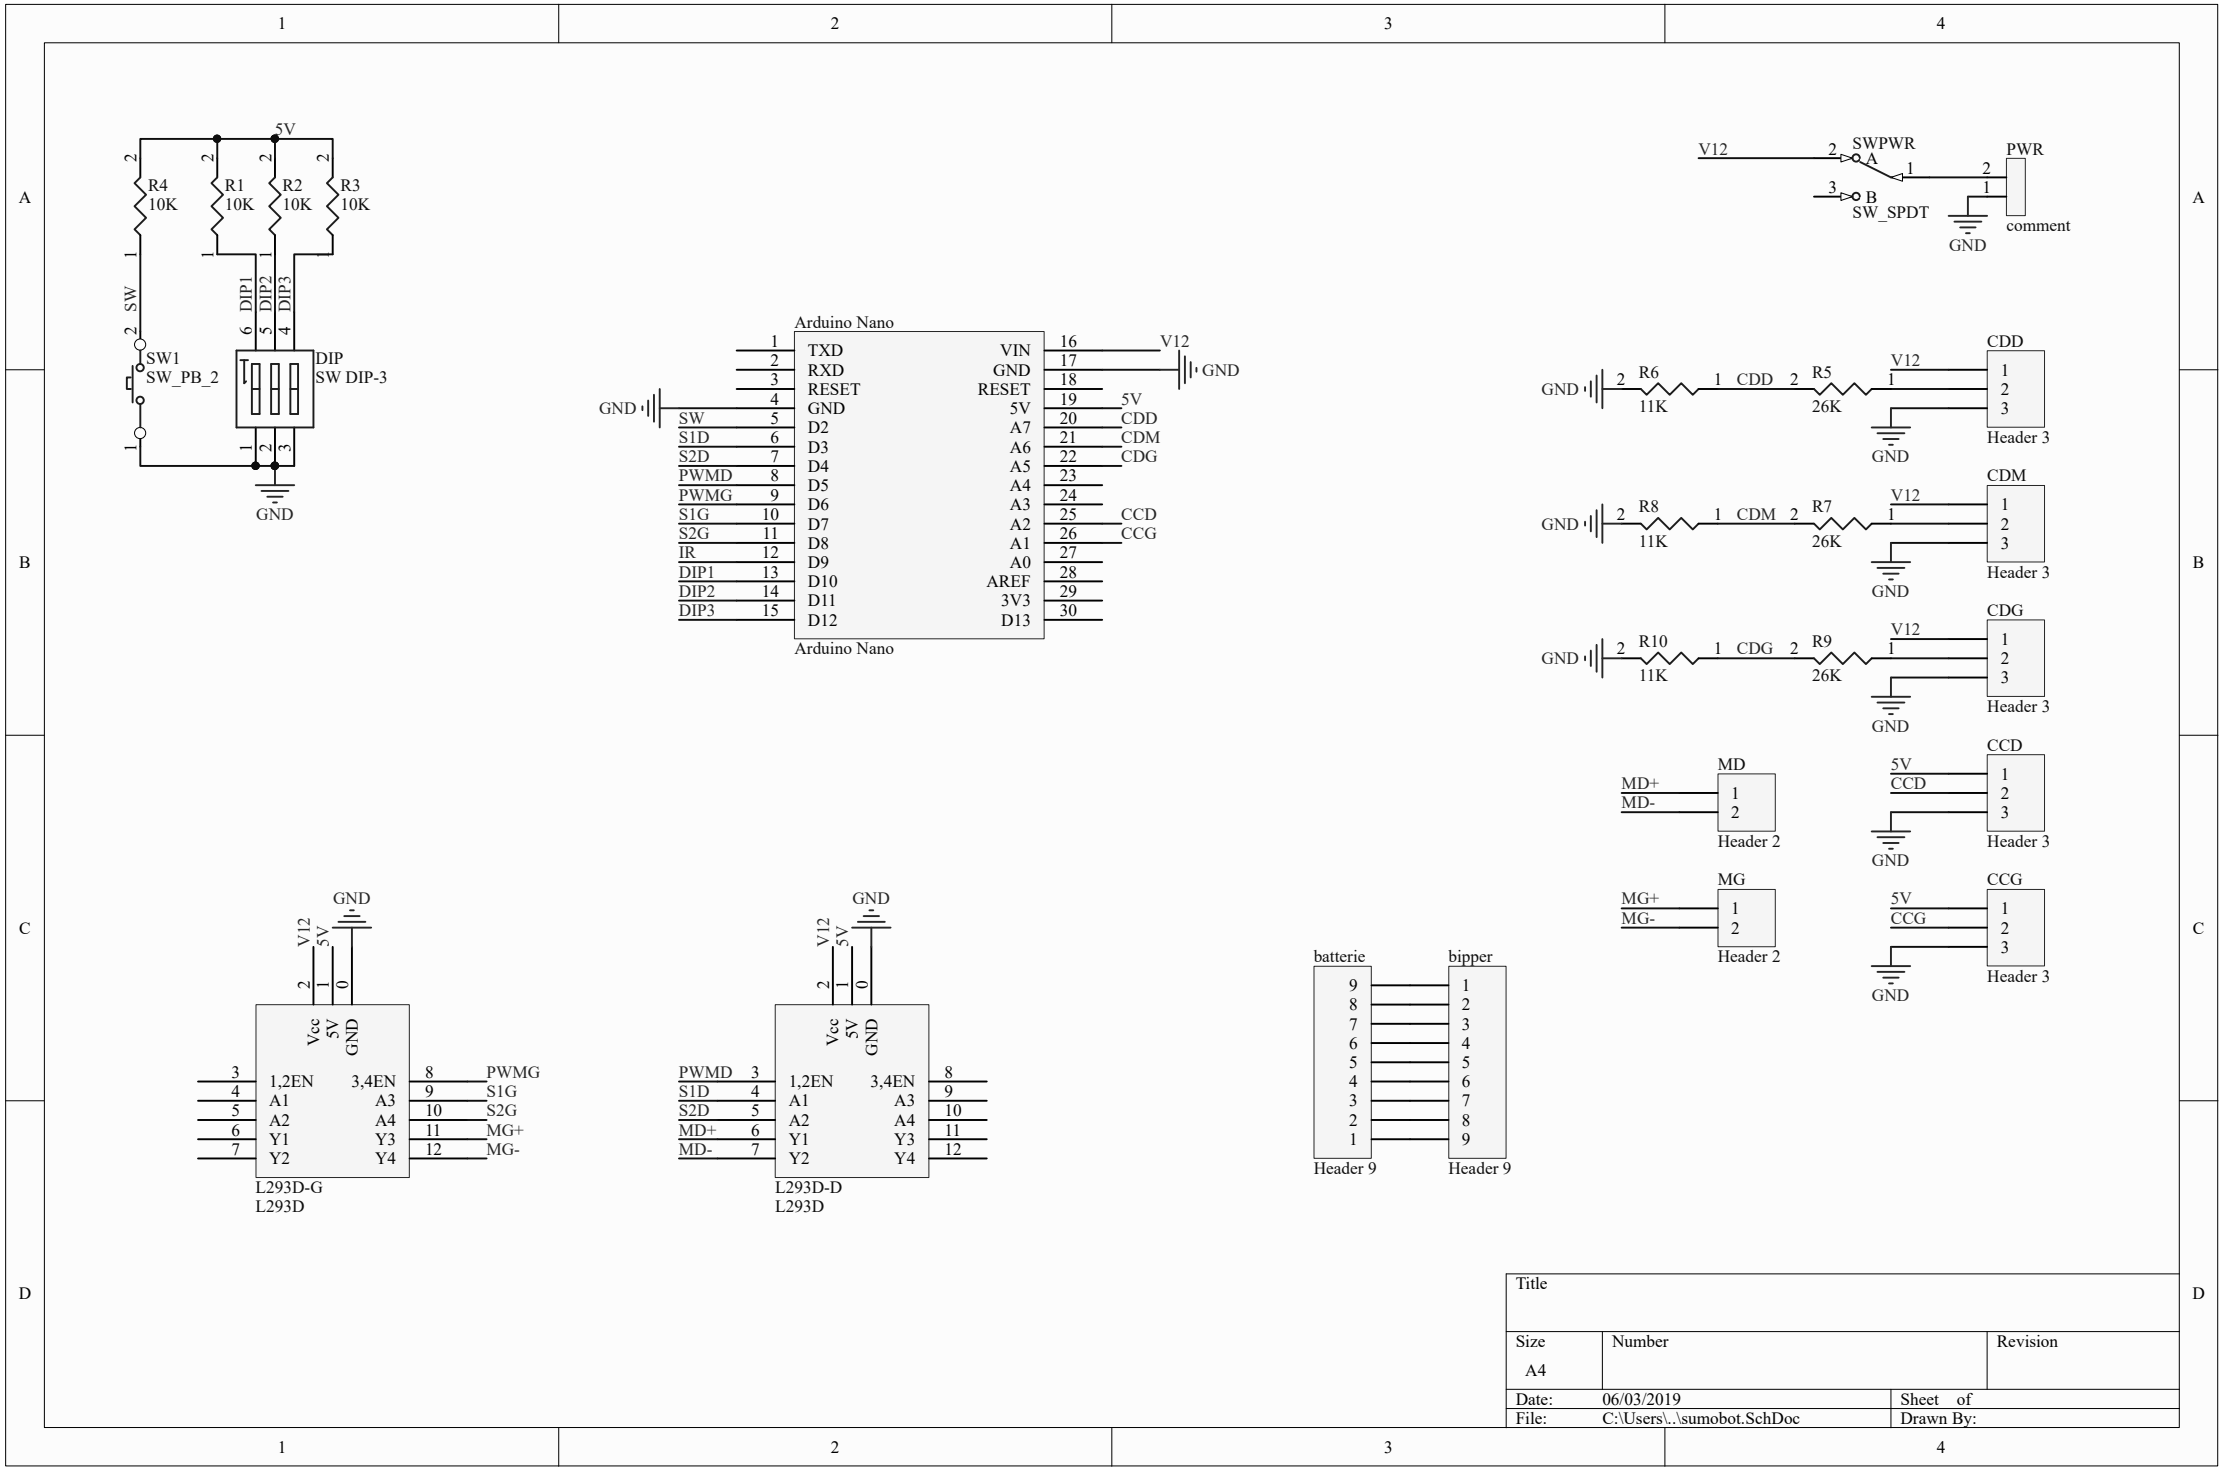 1 2 3 4
A B C D
A B C D
5V
2 2 2 2
R4 R1 R2 R3
10K 10K 10K 10K
1 1 1 1
SW DIP1 DIP2 DIP3
2 6 5 4
SW1
SW_PB_2
DIP
SW DIP-3
1 1 2 3
GND
Arduino Nano
1 TXD VIN 16 V12
2 RXD GND 17 GND
3 RESET RESET 18
GND 4 GND 5V 19 5V
SW 5 D2 A7 20 CDD
S1D 6 D3 A6 21 CDM
S2D 7 D4 A5 22 CDG
PWMD 8 D5 A4 23
PWMG 9 D6 A3 24
S1G 10 D7 A2 25 CCD
S2G 11 D8 A1 26 CCG
IR 12 D9 A0 27
DIP1 13 D10 AREF 28
DIP2 14 D11 3V3 29
DIP3 15 D12 D13 30
Arduino Nano
V12 2 SWPWR
A
1
3 B
SW_SPDT
PWR
2
1
GND
comment
CDD
V12 1
GND 2 R6 1 CDD 2 R5 1 2
11K 26K
3
GND
Header 3
CDM
V12 1
GND 2 R8 1 CDM 2 R7 1 2
11K 26K
3
GND
Header 3
CDG
V12 1
GND 2 R10 1 CDG 2 R9 1 2
11K 26K
3
GND
Header 3
MD
MD+ 1
MD- 2
Header 2
CCD
5V 1
CCD 2
3
GND
Header 3
MG
MG+ 1
MG- 2
Header 2
CCG
5V 1
CCG 2
3
GND
Header 3
GND
V12 5V
2 1 0
Vcc 5V GND
3 1,2EN 3,4EN 8 PWMG
4 A1 A3 9 S1G
5 A2 A4 10 S2G
6 Y1 Y3 11 MG+
7 Y2 Y4 12 MG-
L293D-G
L293D
GND
V12 5V
2 1 0
Vcc 5V GND
PWMD 3 1,2EN 3,4EN 8
S1D 4 A1 A3 9
S2D 5 A2 A4 10
MD+ 6 Y1 Y3 11
MD- 7 Y2 Y4 12
L293D-D
L293D
batterie bipper
9 1
8 2
7 3
6 4
5 5
4 6
3 7
2 8
1 9
Header 9 Header 9
Title
Size Number Revision
A4
Date: 06/03/2019 Sheet of
File: C:\Users\..\sumobot.SchDoc Drawn By:
1 2 3 4